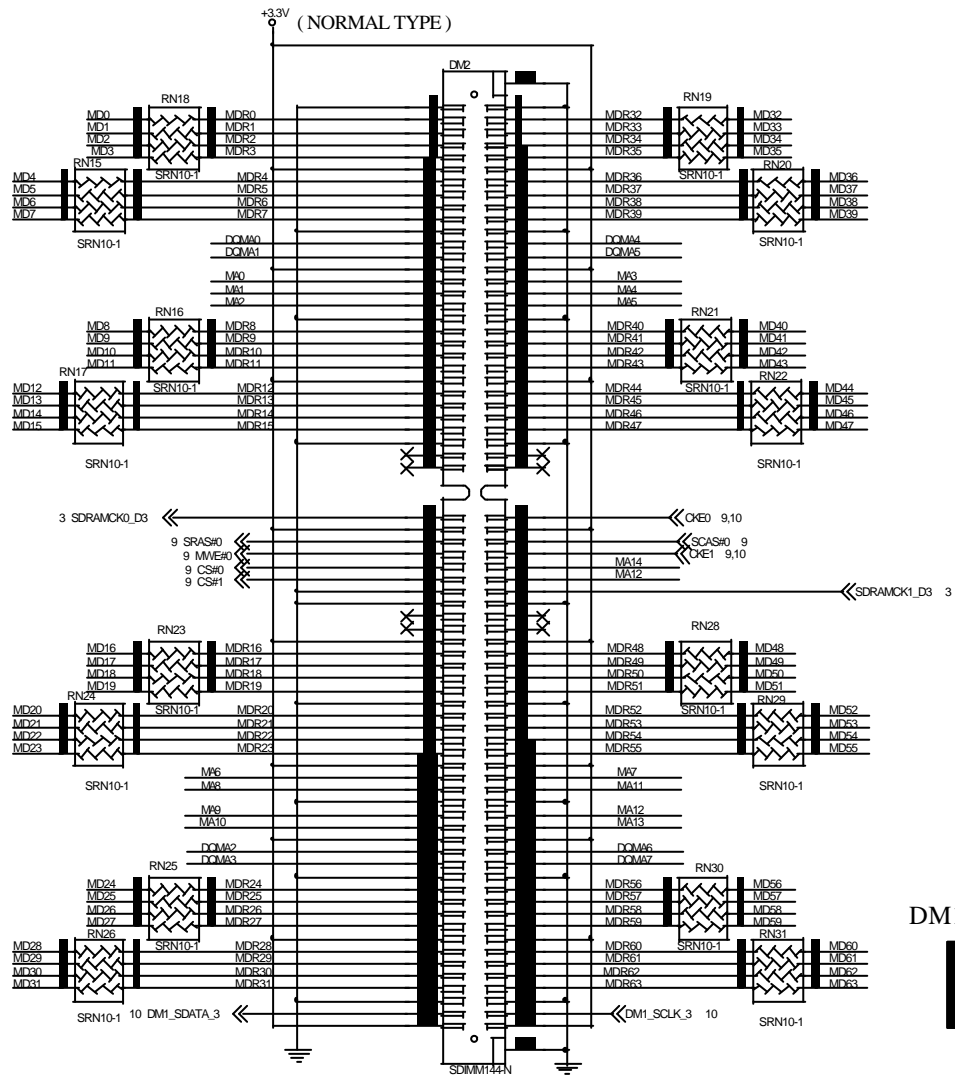 +3.3V
( NORMAL TYPE )
DM2
RN18
RN19
MD0 MDR0 MDR32 MD32
MD1 MDR1 MDR33 MD33
MD2 MDR2 MDR34 MD34
MD3 MDR3 MDR35 MD35
RN15 SRN10-1 SRN10-1 RN20
MD4 MDR4 MDR36 MD36
MD5 MDR5 MDR37 MD37
MD6 MDR6 MDR38 MD38
MD7 MDR7 MDR39 MD39
SRN10-1 SRN10-1
DQMA0 DQMA4
DQMA1 DQMA5
MA0 MA3
MA1 MA4
MA2 MA5
RN16 RN21
MD8 MDR8 MDR40 MD40
MD9 MDR9 MDR41 MD41
MD10 MDR10 MDR42 MD42
MD11 MDR11 MDR43 MD43
RN17 SRN10-1 SRN10-1 RN22
MD12 MDR12 MDR44 MD44
MD13 MDR13 MDR45 MD45
MD14 MDR14 MDR46 MD46
MD15 MDR15 MDR47 MD47
SRN10-1 SRN10-1
3 SDRAMCK0_D3 CKE0 9,10
9 SRAS#0 SCAS#0 9
9 MWE#0 CKE1 9,10
9 CS#0 MA14
9 CS#1 MA12
SDRAMCK1_D3 3
RN23 RN28
MD16 MDR16 MDR48 MD48
MD17 MDR17 MDR49 MD49
MD18 MDR18 MDR50 MD50
MD19 MDR19 MDR51 MD51
RN24 SRN10-1 SRN10-1 RN29
MD20 MDR20 MDR52 MD52
MD21 MDR21 MDR53 MD53
MD22 MDR22 MDR54 MD54
MD23 MDR23 MDR55 MD55
SRN10-1 SRN10-1
MA6 MA7
MA8 MA11
MA9 MA12
MA10 MA13
DQMA2 DQMA6
DQMA3 DQMA7
RN25 RN30
MD24 MDR24 MDR56 MD56
MD25 MDR25 MDR57 MD57
MD26 MDR26 MDR58 MD58
MD27 MDR27 MDR59 MD59
RN26 SRN10-1 SRN10-1 RN31
MD28 MDR28 MDR60 MD60
MD29 MDR29 MDR61 MD61
MD30 MDR30 MDR62 MD62
MD31 MDR31 MDR63 MD63
SRN10-1 10 DM1_SDATA_3 DM1_SCLK_3 10 SRN10-1
SDIMM144-N
DM1